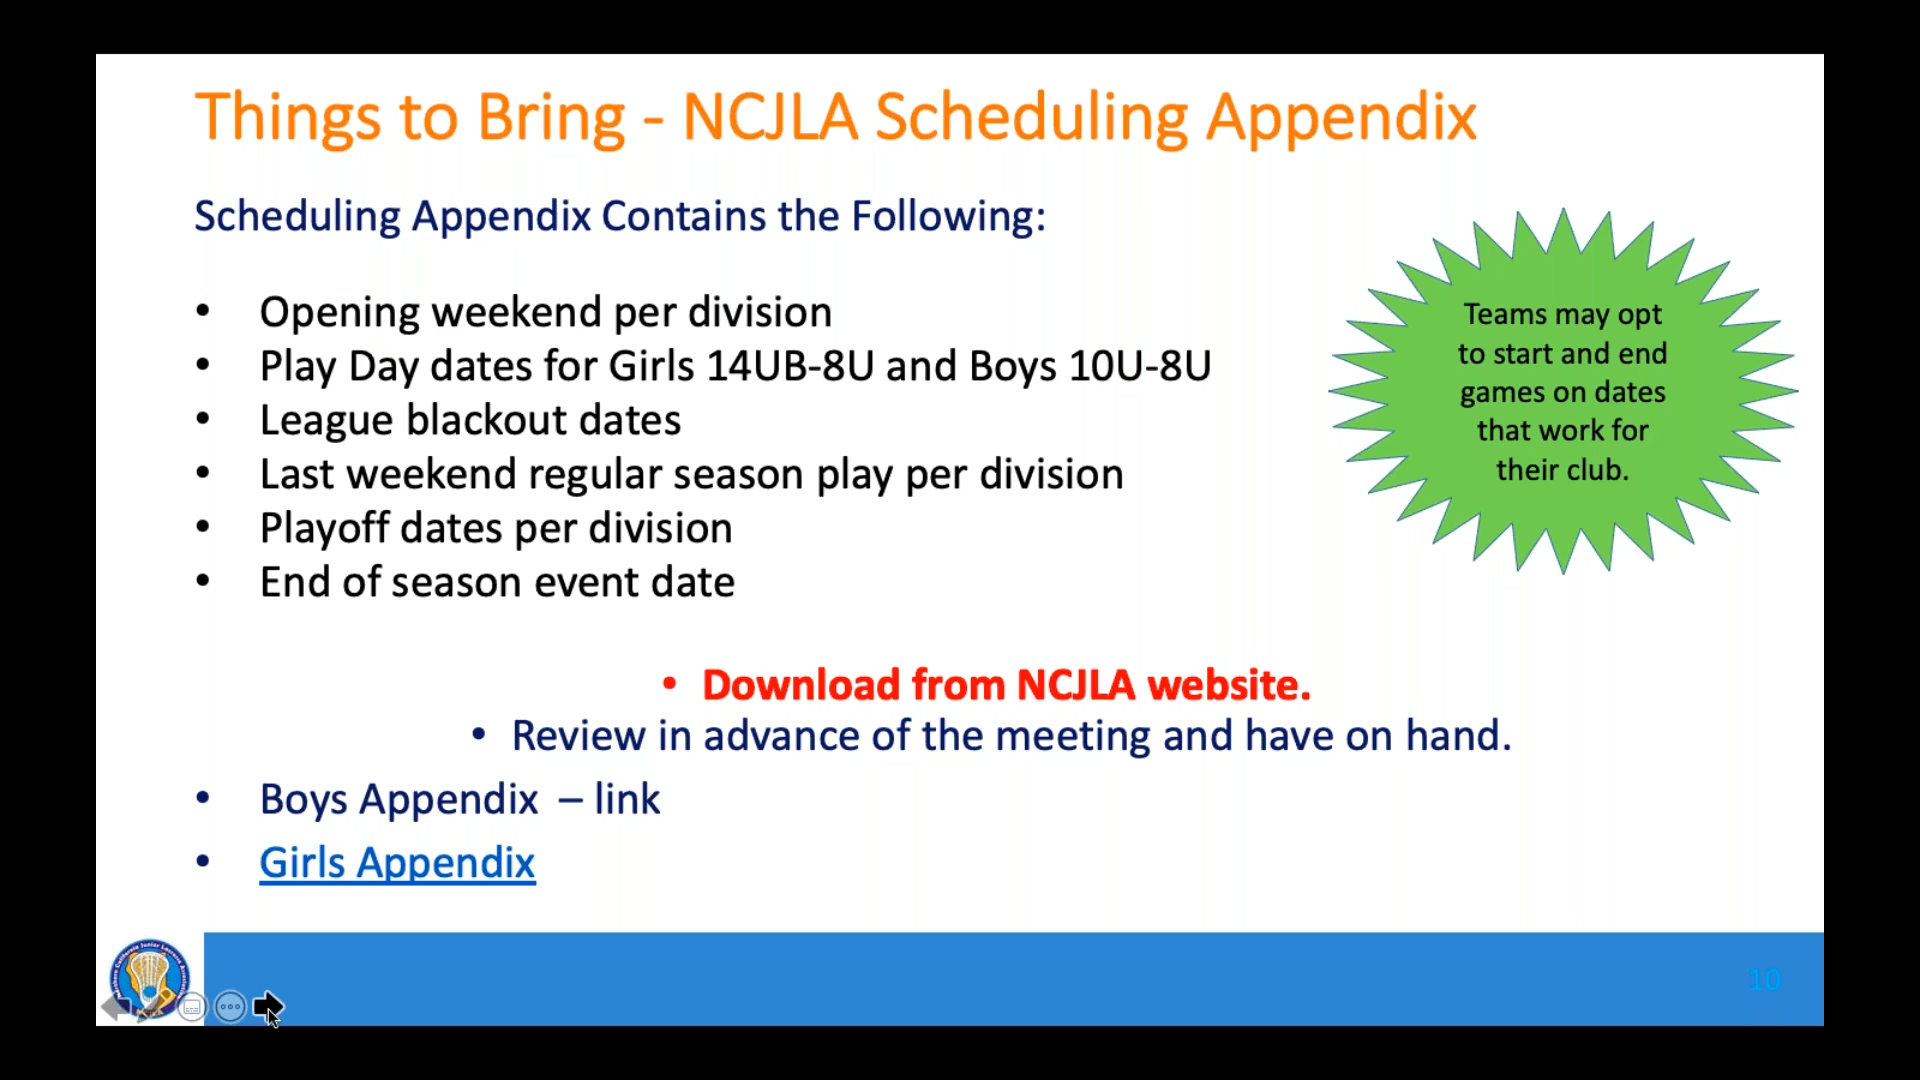 Things to Bring - NCJLA Scheduling Appendix
Scheduling Appendix Contains the Following:
• Opening weekend per division
• Play Day dates for Girls 14UB-8U and Boys 10U-8U
• League blackout dates
• Last weekend regular season play per division
• Playoff dates per division
• End of season event date
Teams may opt
to start and end
games on dates
that work for
their club.
• Download from NCJLA website.
• Review in advance of the meeting and have on hand.
• Boys Appendix – link
• Girls Appendix
10